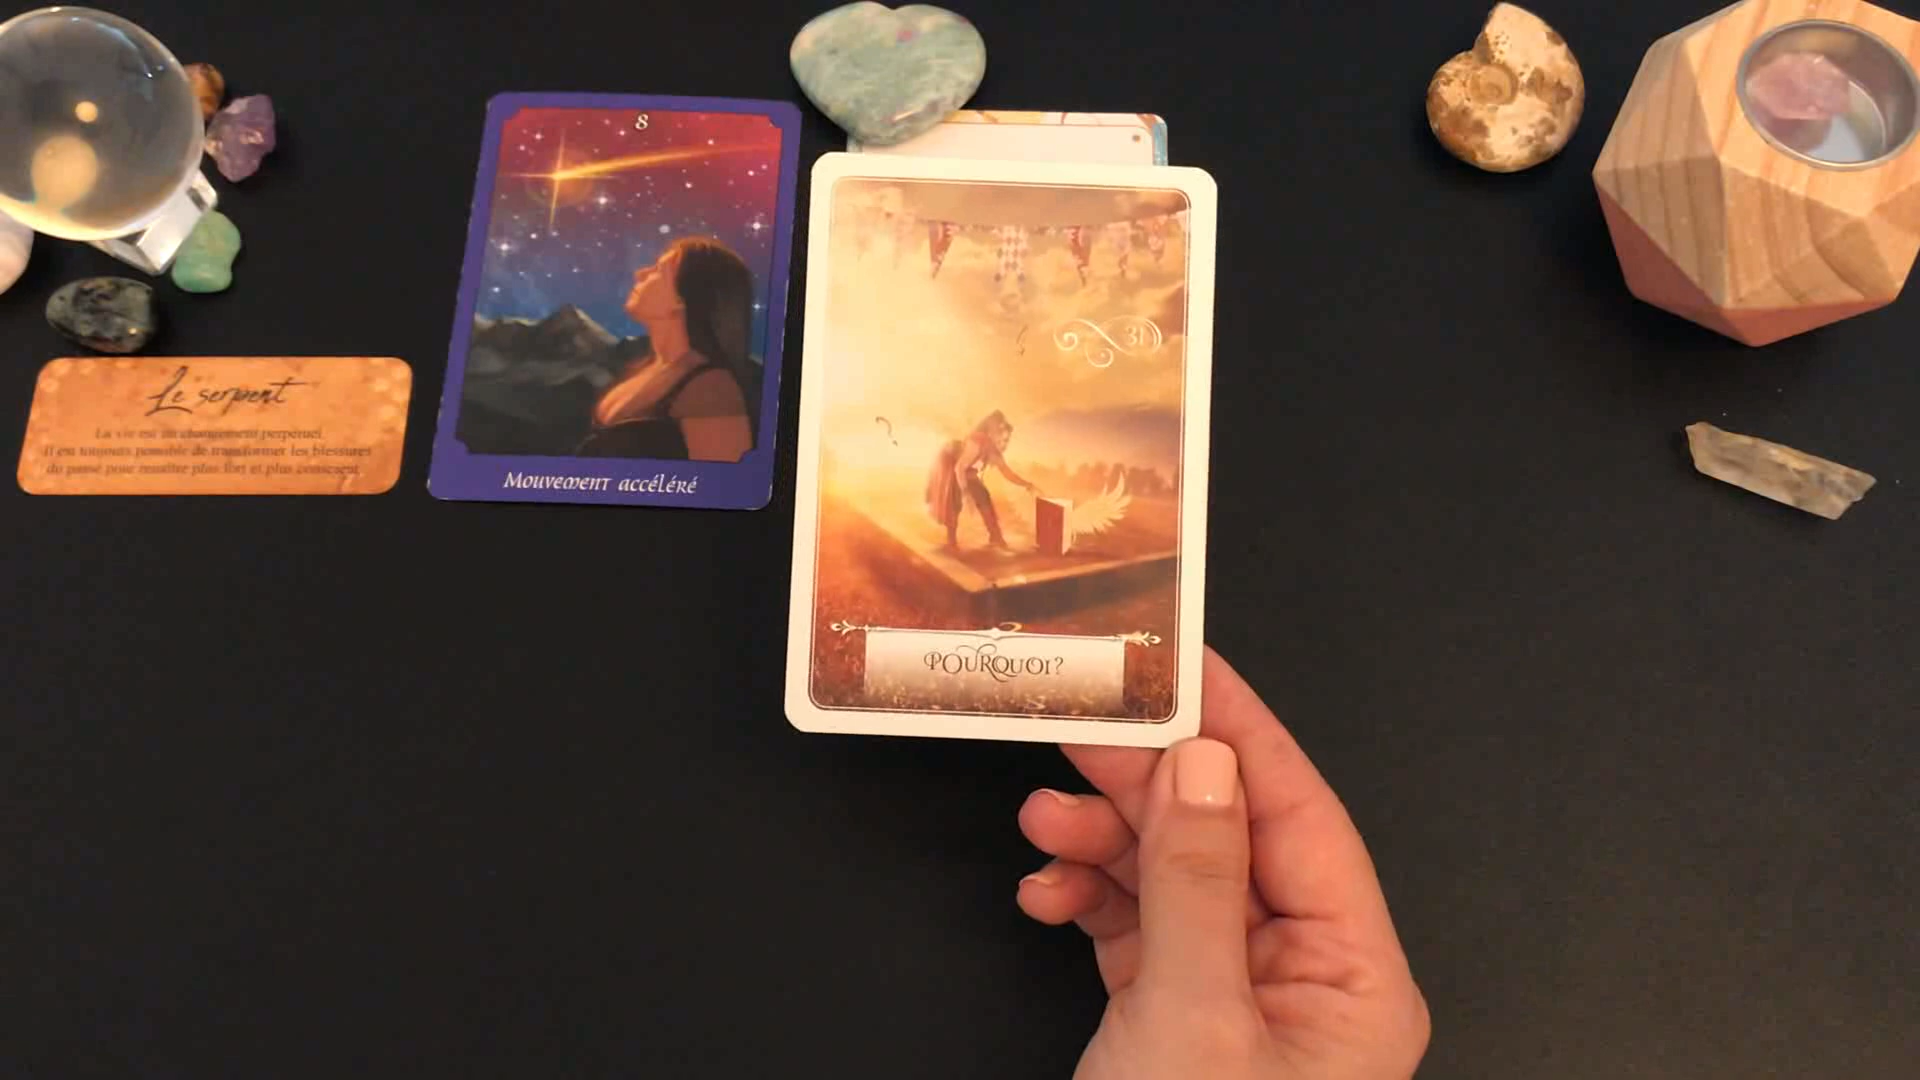 Le serpent
La vie est un changement perpétuel.
Il est toujours possible de transformer les blessures
du passé pour renaître plus fort et plus conscient.
8
Mouvement accéléré
31
POURQUOI?